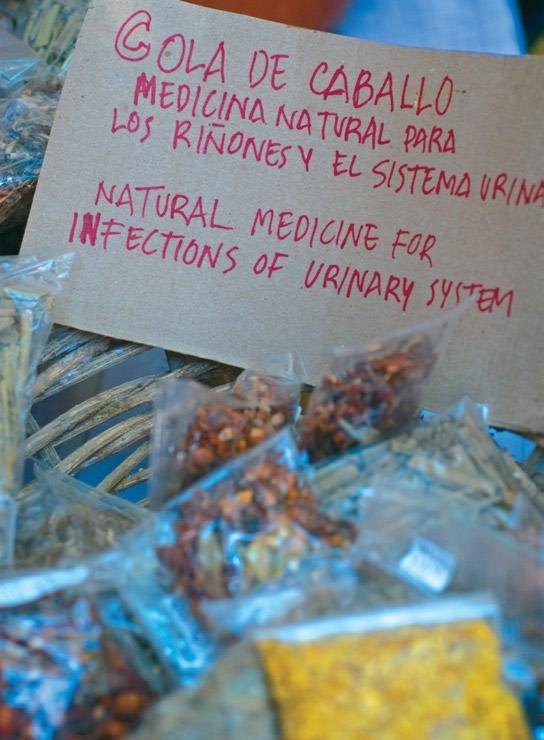 COLA DE CABALLO
MEDICINA NATURAL PARA
LOS RIÑONES Y EL SISTEMA URINA
NATURAL MEDICINE FOR
INFECTIONS OF URINARY SYSTEM